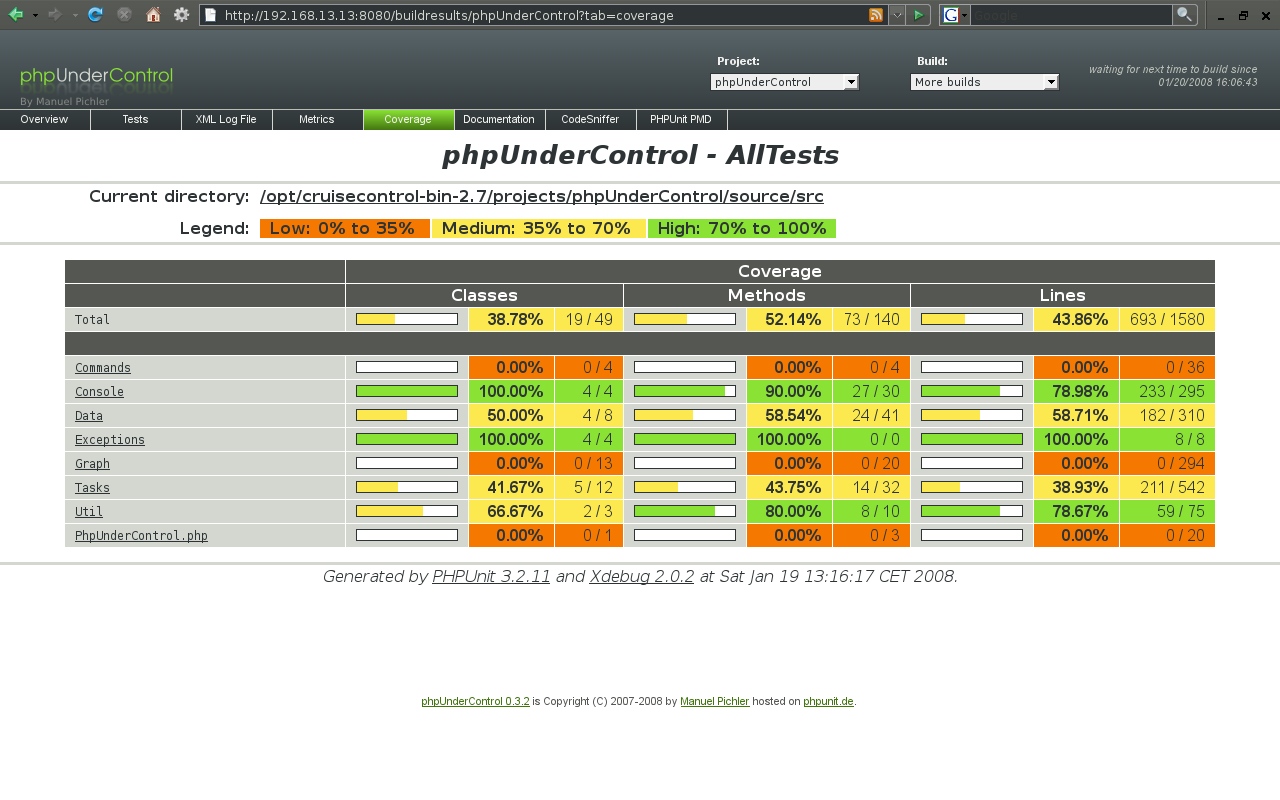 http://192.168.13.13:8080/buildresults/phpUnderControl?tab=coverage
G Google
phpUnderControl
By Manuel Pichler
Project:
phpUnderControl
Build:
More builds
waiting for next time to build since
01/20/2008 16:06:43
Overview Tests XML Log File Metrics Coverage Documentation CodeSniffer PHPUnit PMD
phpUnderControl - AllTests
Current directory: /opt/cruisecontrol-bin-2.7/projects/phpUnderControl/source/src
Legend: Low: 0% to 35% Medium: 35% to 70% High: 70% to 100%
Coverage
Classes Methods Lines
Total 38.78% 19 / 49 52.14% 73 / 140 43.86% 693 / 1580
Commands 0.00% 0 / 4 0.00% 0 / 4 0.00% 0 / 36
Console 100.00% 4 / 4 90.00% 27 / 30 78.98% 233 / 295
Data 50.00% 4 / 8 58.54% 24 / 41 58.71% 182 / 310
Exceptions 100.00% 4 / 4 100.00% 0 / 0 100.00% 8 / 8
Graph 0.00% 0 / 13 0.00% 0 / 20 0.00% 0 / 294
Tasks 41.67% 5 / 12 43.75% 14 / 32 38.93% 211 / 542
Util 66.67% 2 / 3 80.00% 8 / 10 78.67% 59 / 75
PhpUnderControl.php 0.00% 0 / 1 0.00% 0 / 3 0.00% 0 / 20
Generated by PHPUnit 3.2.11 and Xdebug 2.0.2 at Sat Jan 19 13:16:17 CET 2008.
phpUnderControl 0.3.2 is Copyright (C) 2007-2008 by Manuel Pichler hosted on phpunit.de.